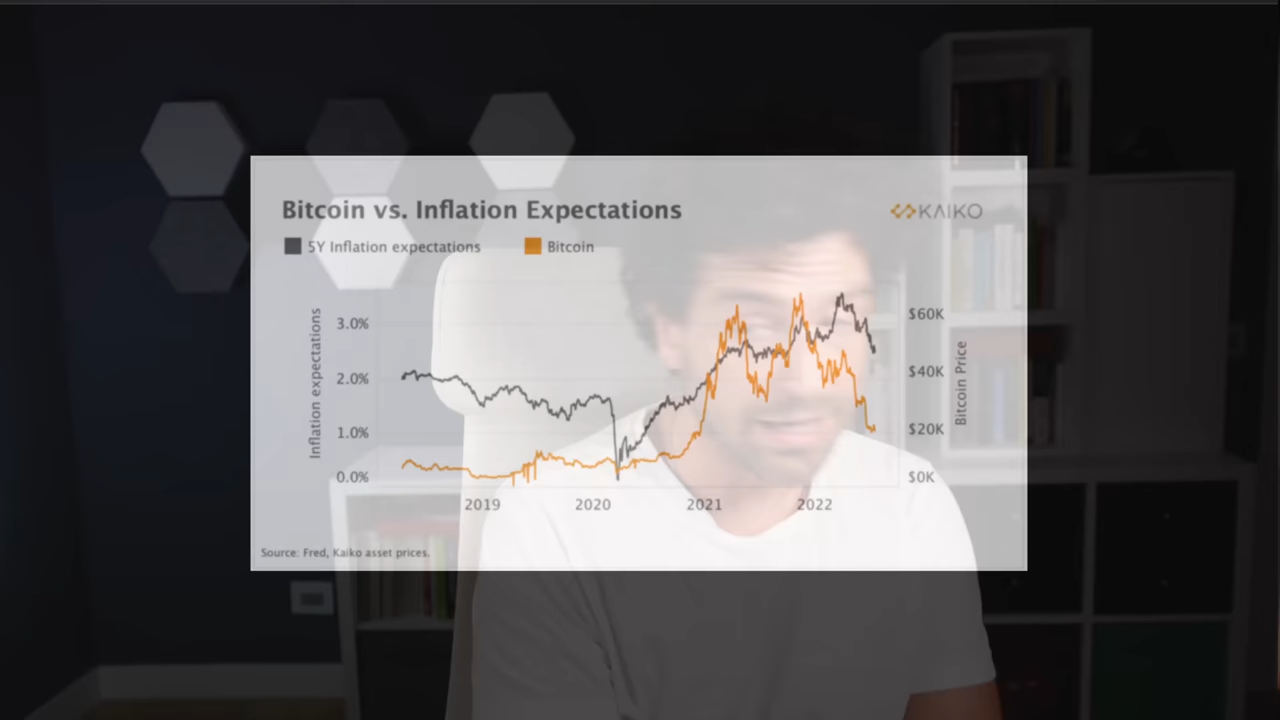 Bitcoin vs. Inflation Expectations
KAIKO
5Y Inflation expectations
Bitcoin
Inflation expectations
3.0%
2.0%
1.0%
0.0%
$60K
$40K
$20K
$0K
Bitcoin Price
2019
2020
2021
2022
Source: Fred, Kaiko asset prices.